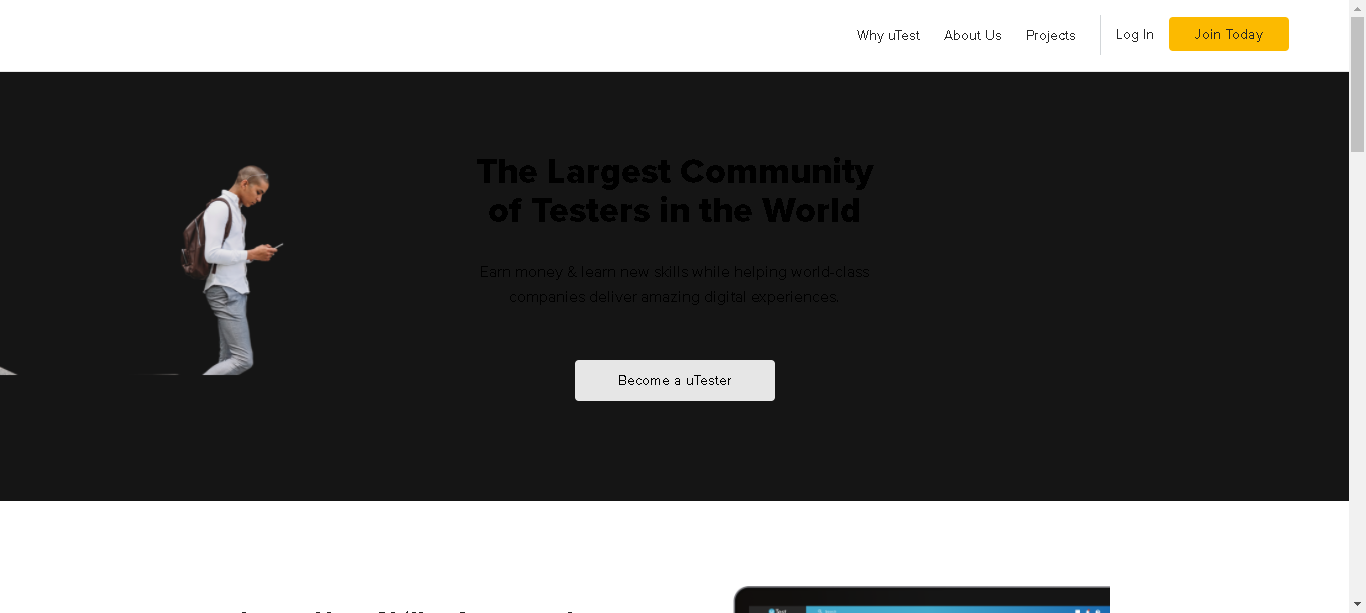 Why uTest
About Us
Projects
Log In
Join Today
The Largest Community
of Testers in the World
Earn money & learn new skills while helping world-class
companies deliver amazing digital experiences.
Become a uTester